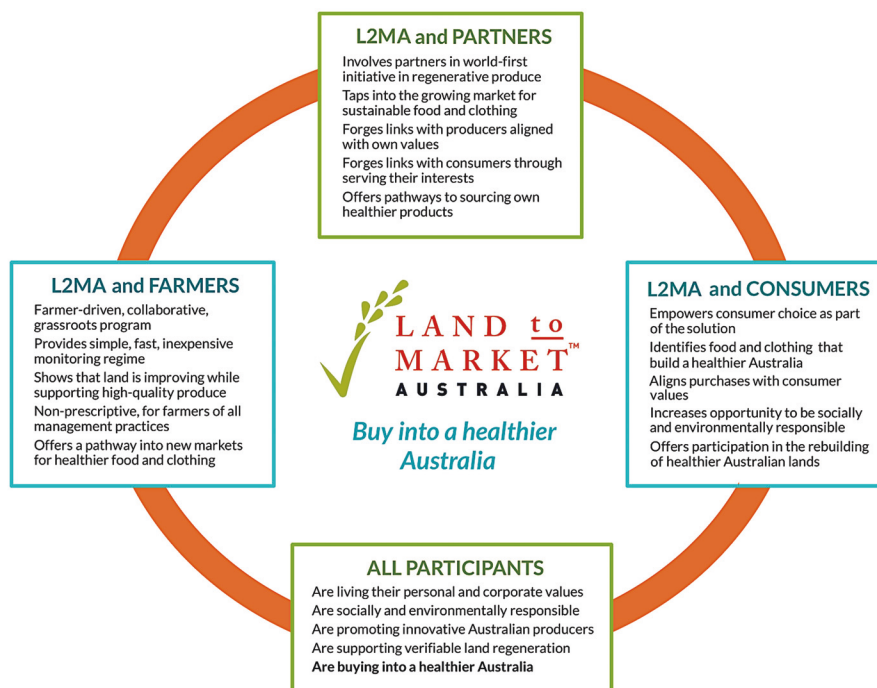 L2MA and PARTNERS
Involves partners in world-first
initiative in regenerative produce
Taps into the growing market for
sustainable food and clothing
Forges links with producers aligned
with own values
Forges links with consumers through
serving their interests
Offers pathways to sourcing own
healthier products
L2MA and FARMERS
Farmer-driven, collaborative,
grassroots program
Provides simple, fast, inexpensive
monitoring regime
Shows that land is improving while
supporting high-quality produce
Non-prescriptive, for farmers of all
management practices
Offers a pathway into new markets
for healthier food and clothing
LAND to
MARKET™
AUSTRALIA
Buy into a healthier
Australia
L2MA and CONSUMERS
Empowers consumer choice as part
of the solution
Identifies food and clothing that
build a healthier Australia
Aligns purchases with consumer
values
Increases opportunity to be socially
and environmentally responsible
Offers participation in the rebuilding
of healthier Australian lands
ALL PARTICIPANTS
Are living their personal and corporate values
Are socially and environmentally responsible
Are promoting innovative Australian producers
Are supporting verifiable land regeneration
Are buying into a healthier Australia